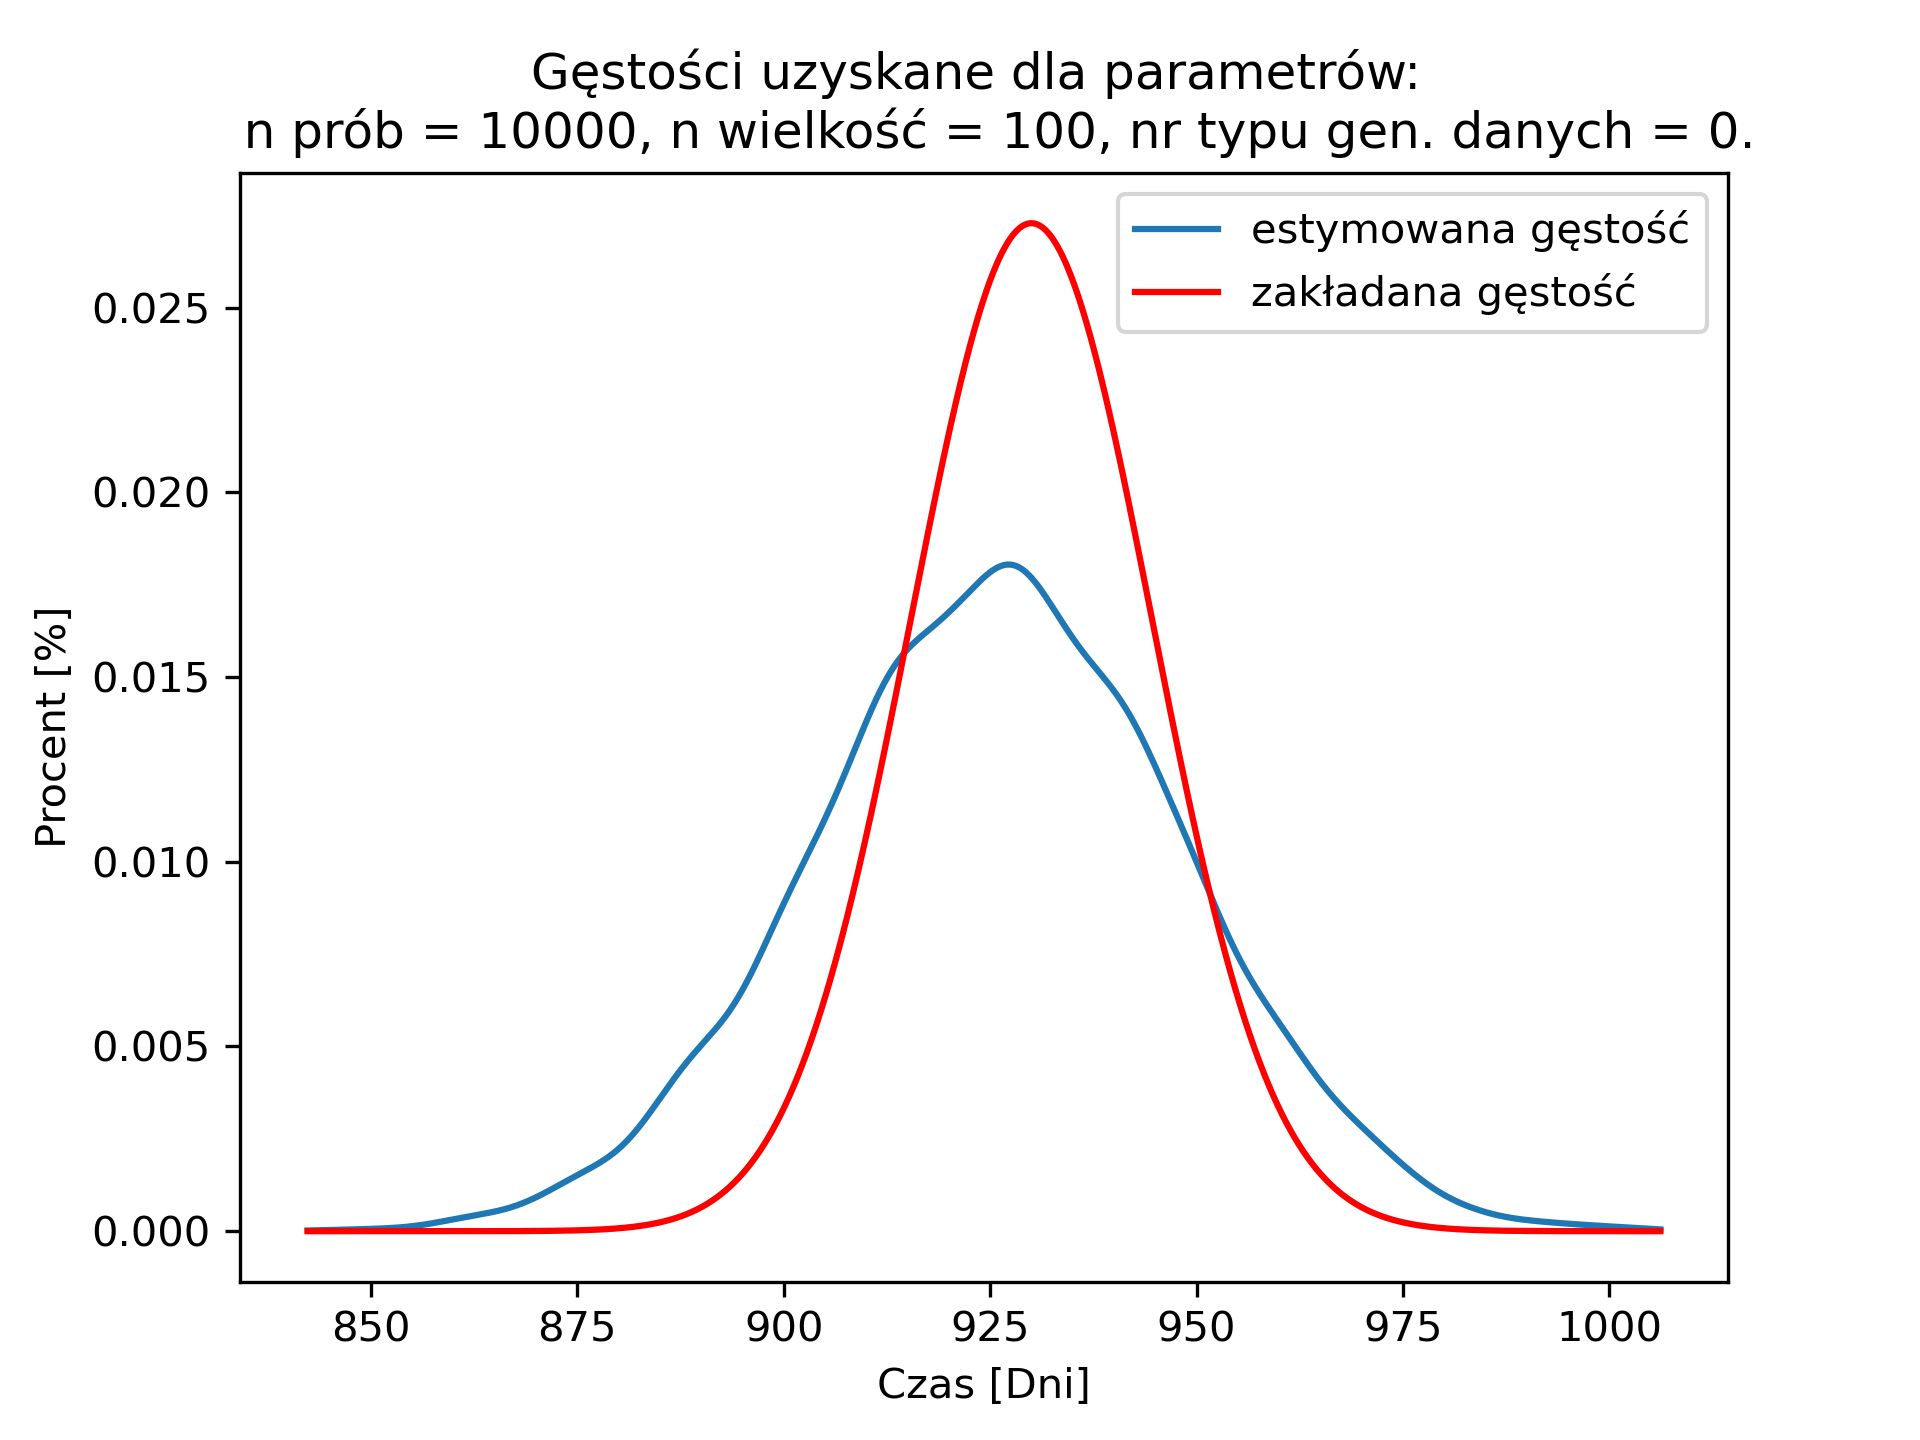 Gęstości uzyskane dla parametrów:
n prób = 10000, n wielkość = 100, nr typu gen. danych = 0.
estymowana gęstość
zakładana gęstość
0.025
0.020
0.015
0.010
0.005
0.000
Procent [%]
850 875 900 925 950 975 1000
Czas [Dni]